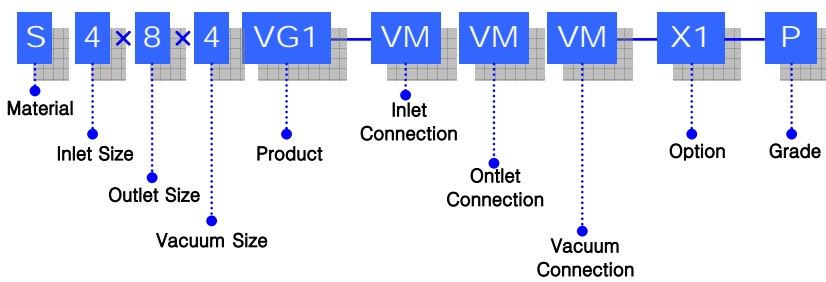 S 4 × 8 × 4 VG1 VM VM VM X1 P
Material
Inlet Size
Outlet Size
Vacuum Size
Product
Inlet
Connection
Ontlet
Connection
Vacuum
Connection
Option
Grade